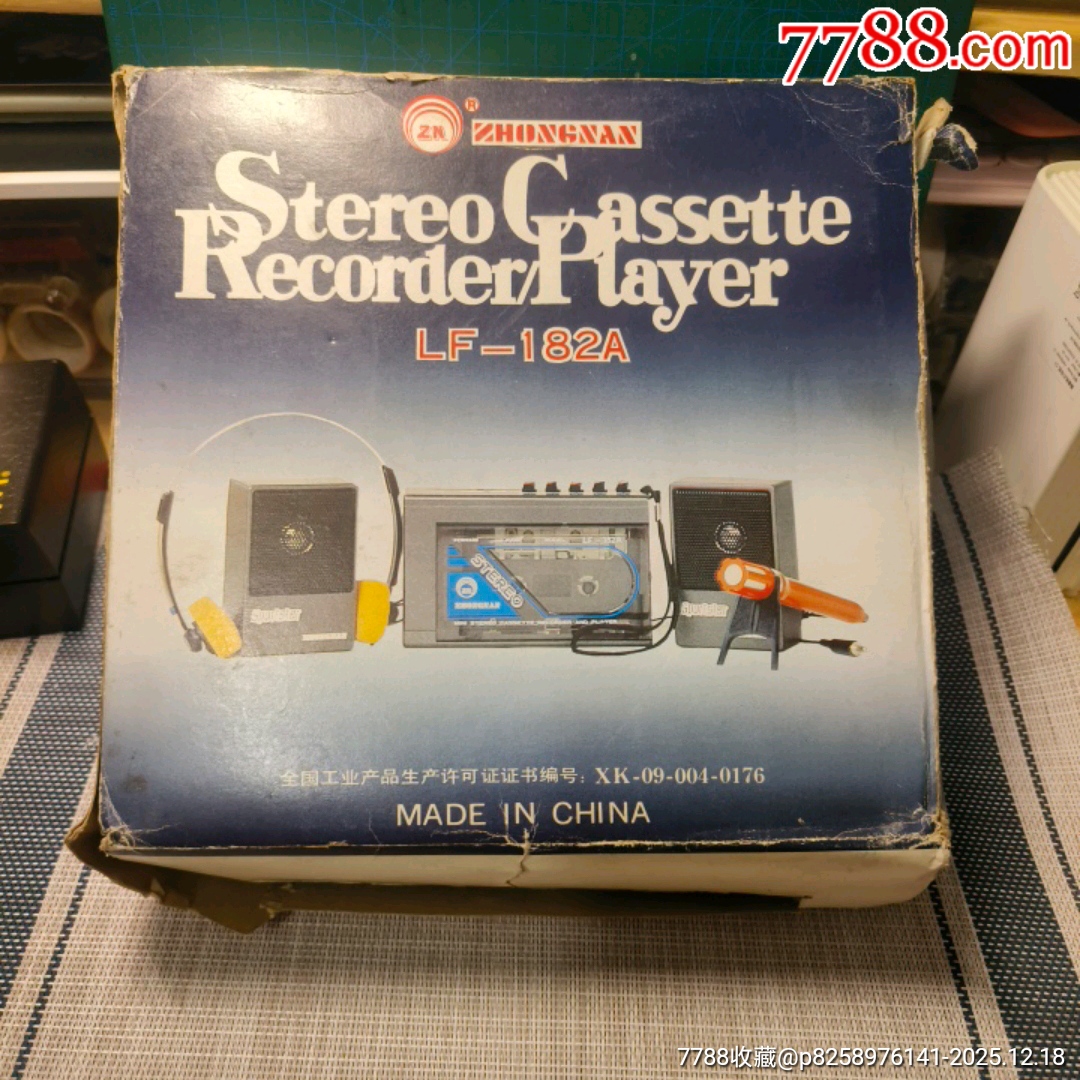 7788.com
ZN ® ZHONGNAN
Stereo Cassette
Recorder/Player
LF-182A
STEREO
ZHONGNAN
Sportster
全国工业产品生产许可证证书编号：XK-09-004-0176
MADE IN CHINA
7788收藏@p8258976141-2025.12.18